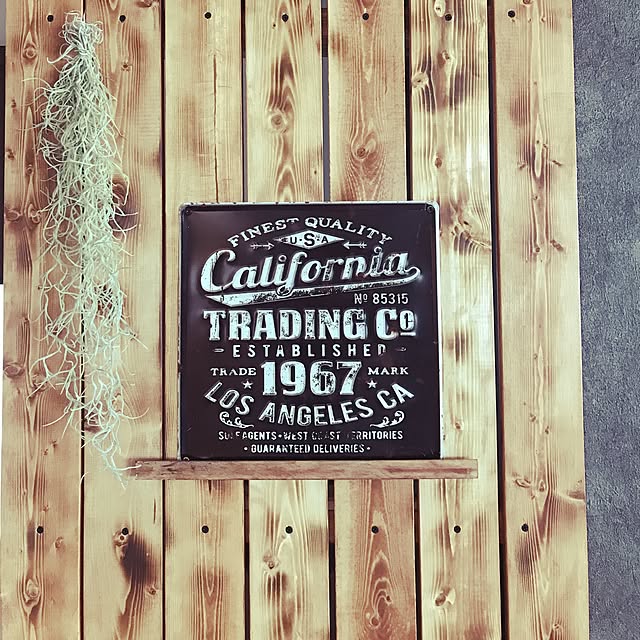 FINEST QUALITY
U·S·A
California
Nº 85315
TRADING Cº
ESTABLISHED
TRADE 1967 MARK
LOS ANGELES CA
AGENTS • WEST COAST TERRITORIES
• GUARANTEED DELIVERIES •